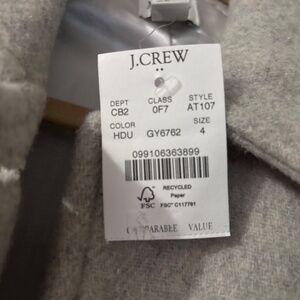 J.CREW
DEPT CLASS STYLE
CB2 0F7 AT107
COLOR SIZE
HDU GY6762 4
099106363899
RECYCLED
Paper
FSC FSC® C117791
COMPARABLE VALUE